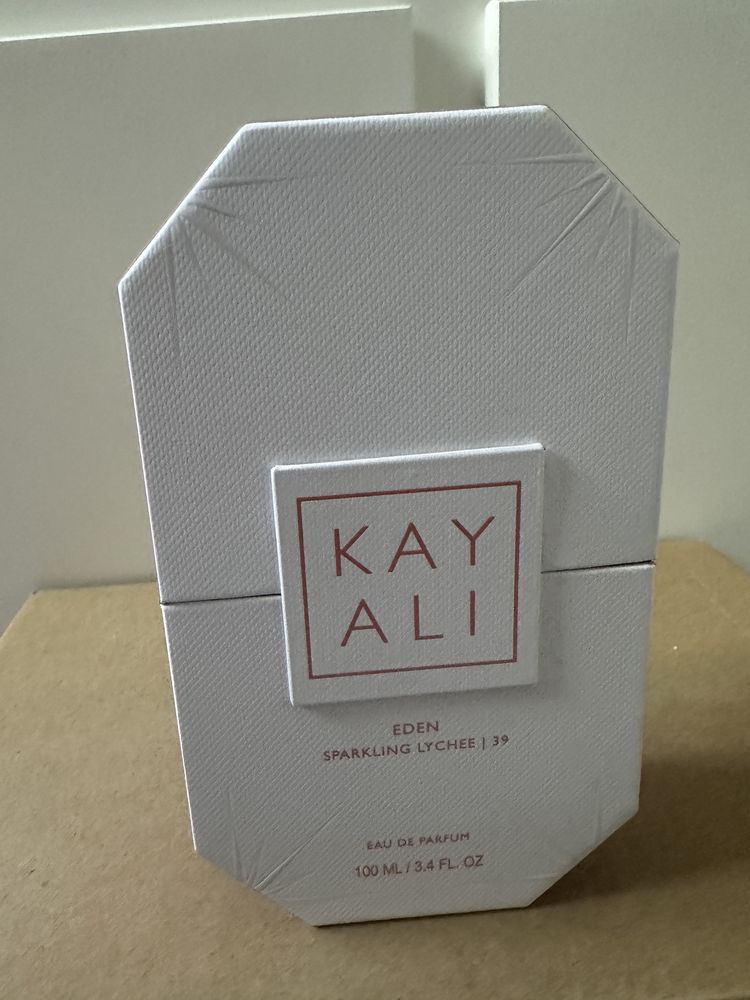 KAY
ALI
EDEN
SPARKLING LYCHEE | 39
EAU DE PARFUM
100 ML / 3.4 FL. OZ